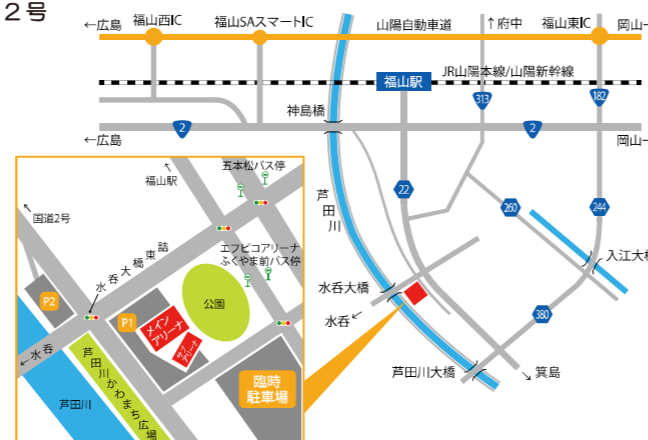 2号
←広島
福山西IC
福山SAスマートIC
山陽自動車道
↑府中
福山東IC
岡山→
福山駅
JR山陽本線/山陽新幹線
313
182
神島橋
←広島
2
2
岡山→
芦田川
22
260
244
入江大橋
水呑大橋
水呑↙
380
芦田川大橋
↘箕島
五本松バス停
↖福山駅
↖国道2号
水呑大橋東詰
エフピコアリーナ
ふくやま前バス停
公園
P2
P1
メイン
アリーナ
サブ
アリーナ
←水呑
芦田川
芦田川かわまち広場
臨時
駐車場